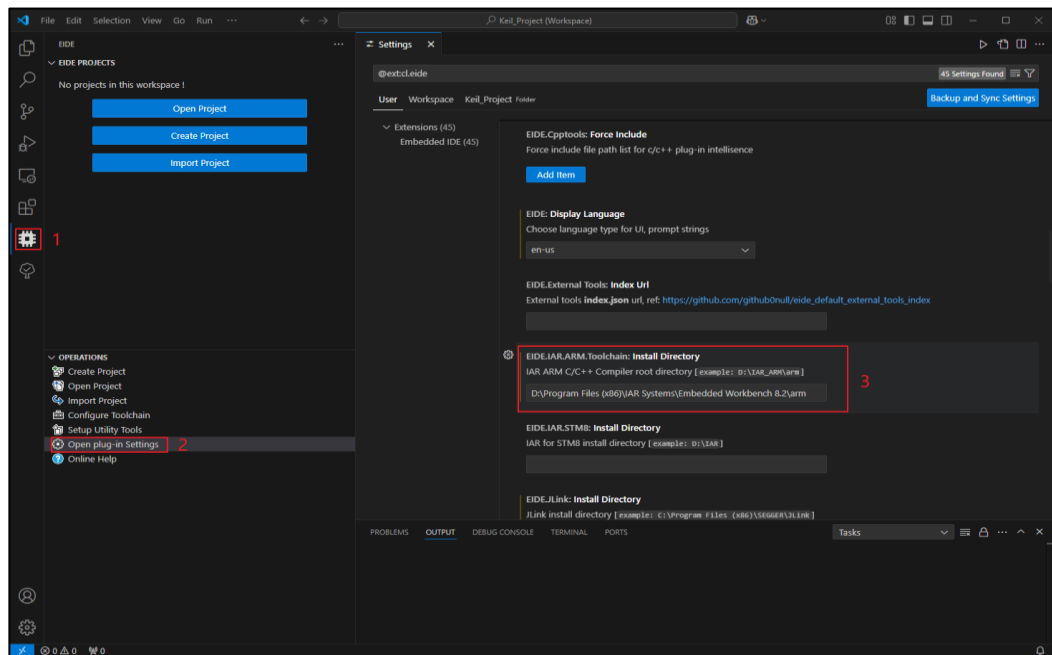 File Edit Selection View Go Run ···
Keil_Project (Workspace)
EIDE
EIDE PROJECTS
No projects in this workspace !
Open Project
Create Project
Import Project
1
OPERATIONS
Create Project
Open Project
Import Project
Configure Toolchain
Setup Utility Tools
Open plug-in Settings 2
Online Help
Settings
@ext:cl.eide
45 Settings Found
User Workspace Keil_Project Folder
Backup and Sync Settings
Extensions (45)
Embedded IDE (45)
EIDE.Cpptools: Force Include
Force include file path list for c/c++ plug-in intellisence
Add Item
EIDE: Display Language
Choose language type for UI, prompt strings
en-us
EIDE.External Tools: Index Url
External tools index.json url, ref: https://github.com/github0null/eide_default_external_tools_index
EIDE.IAR.ARM.Toolchain: Install Directory
IAR ARM C/C++ Compiler root directory [example: D:\IAR_ARM\arm]
D:\Program Files (x86)\IAR Systems\Embedded Workbench 8.2\arm
3
EIDE.IAR.STM8: Install Directory
IAR for STM8 install directory [example: D:\IAR]
EIDE.JLink: Install Directory
JLink install directory [example: C:\Program Files (x86)\SEGGER\JLink]
PROBLEMS OUTPUT DEBUG CONSOLE TERMINAL PORTS
Tasks
0 0 0